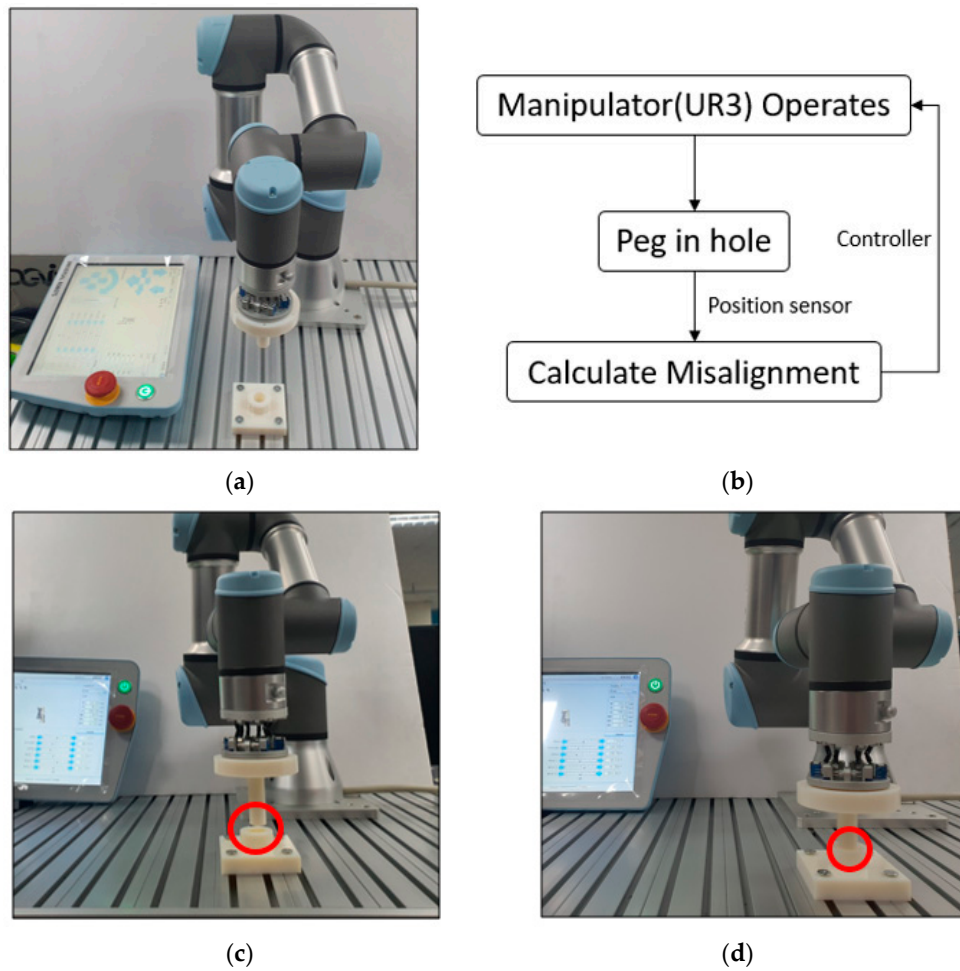 Manipulator(UR3) Operates
Peg in hole
Controller
Position sensor
Calculate Misalignment
(a)
(b)
(c)
(d)